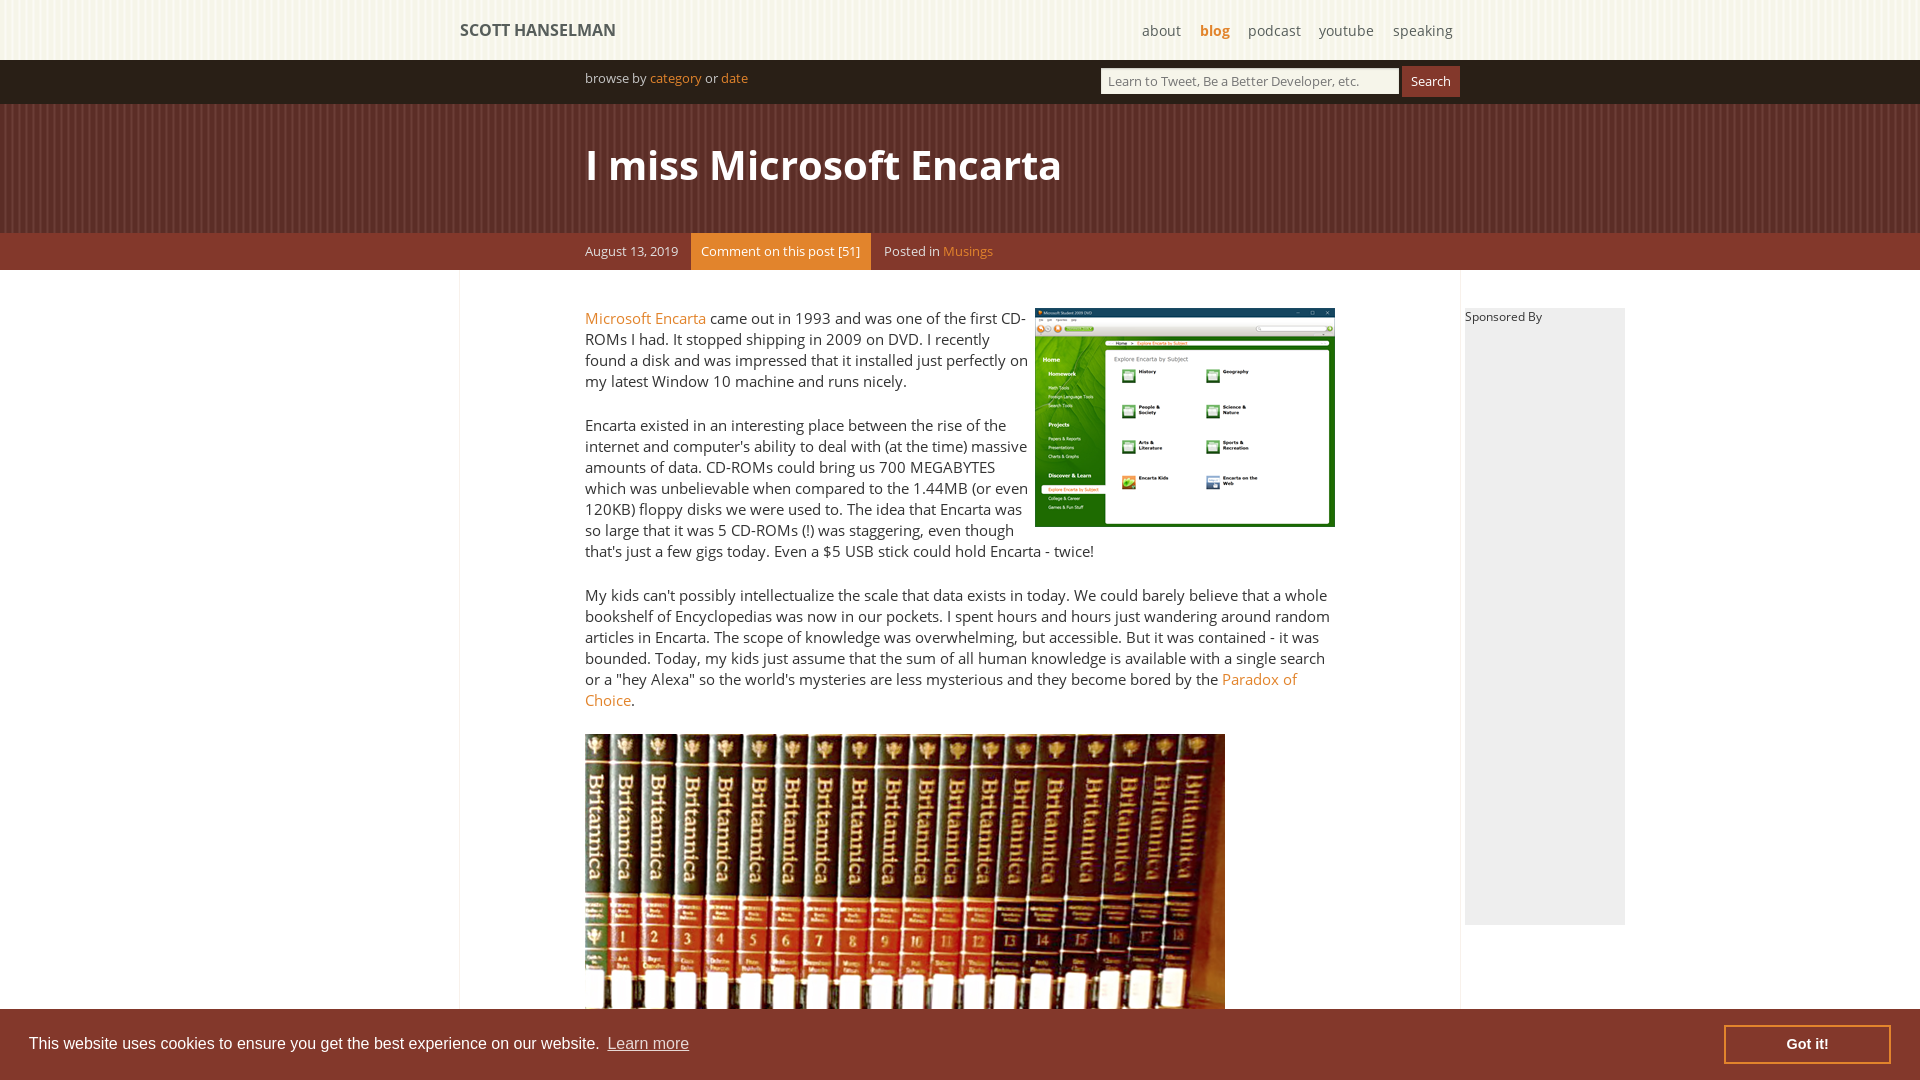 SCOTT HANSELMAN
about blog podcast youtube speaking
browse by category or date
Learn to Tweet, Be a Better Developer, etc.
Search
I miss Microsoft Encarta
August 13, 2019
Comment on this post [51]
Posted in Musings
Microsoft Encarta came out in 1993 and was one of the first CD-
ROMs I had. It stopped shipping in 2009 on DVD. I recently
found a disk and was impressed that it installed just perfectly on
my latest Window 10 machine and runs nicely.
Encarta existed in an interesting place between the rise of the
internet and computer's ability to deal with (at the time) massive
amounts of data. CD-ROMs could bring us 700 MEGABYTES
which was unbelievable when compared to the 1.44MB (or even
120KB) floppy disks we were used to. The idea that Encarta was
so large that it was 5 CD-ROMs (!) was staggering, even though
that's just a few gigs today. Even a $5 USB stick could hold Encarta - twice!
Microsoft Student 2009 DVD
Home > Explore Encarta by Subject
Explore Encarta by Subject
Home
Homework
Math Tools
Foreign Language Tools
Search Tools
Projects
Papers & Reports
Presentations
Charts & Graphs
Discover & Learn
Explore Encarta by Subject
College & Career
Games & Fun Stuff
History
Geography
People &
Society
Science &
Nature
Arts &
Literature
Sports &
Recreation
Encarta Kids
Encarta on the
Web
Sponsored By
My kids can't possibly intellectualize the scale that data exists in today. We could barely believe that a whole
bookshelf of Encyclopedias was now in our pockets. I spent hours and hours just wandering around random
articles in Encarta. The scope of knowledge was overwhelming, but accessible. But it was contained - it was
bounded. Today, my kids just assume that the sum of all human knowledge is available with a single search
or a "hey Alexa" so the world's mysteries are less mysterious and they become bored by the Paradox of
Choice.
Britannica Britannica Britannica Britannica Britannica Britannica Britannica Britannica Britannica Britannica Britannica Britannica Britannica Britannica Britannica Britannica Britannica Britannica Britannica
1 2 3 4 5 6 7 8 9 10 11 12 13 14 15 16 17 18
This website uses cookies to ensure you get the best experience on our website. Learn more
Got it!